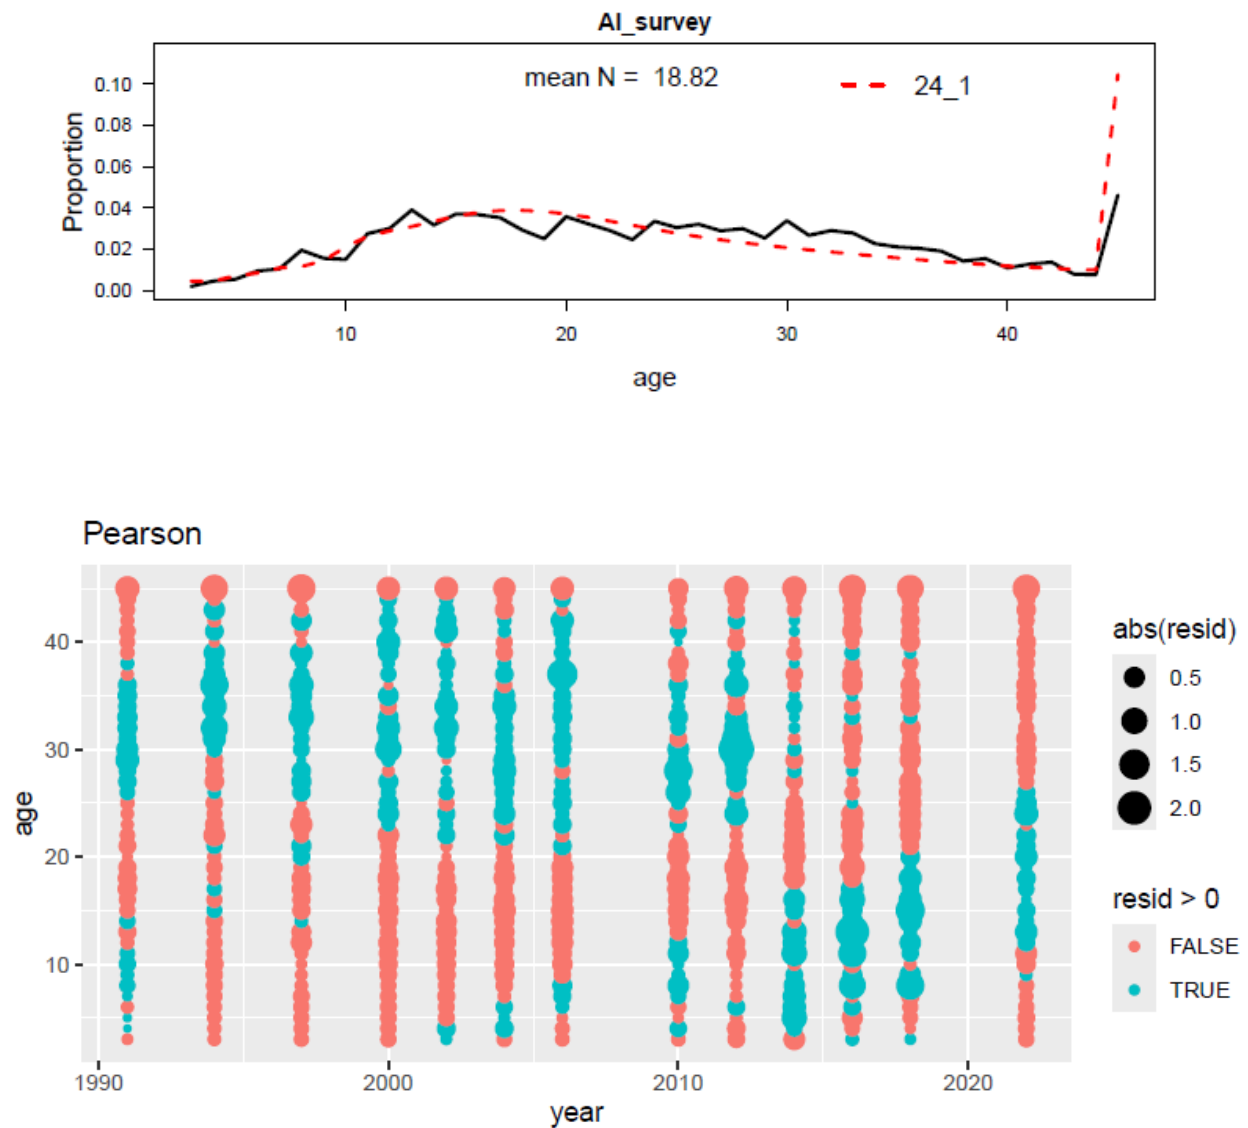 AI_survey
mean N = 18.82
24_1
Proportion
0.10
0.08
0.06
0.04
0.02
0.00
10 20 30 40
age
Pearson
age
40
30
20
10
1990 2000 2010 2020
year
abs(resid)
0.5
1.0
1.5
2.0
resid > 0
FALSE
TRUE